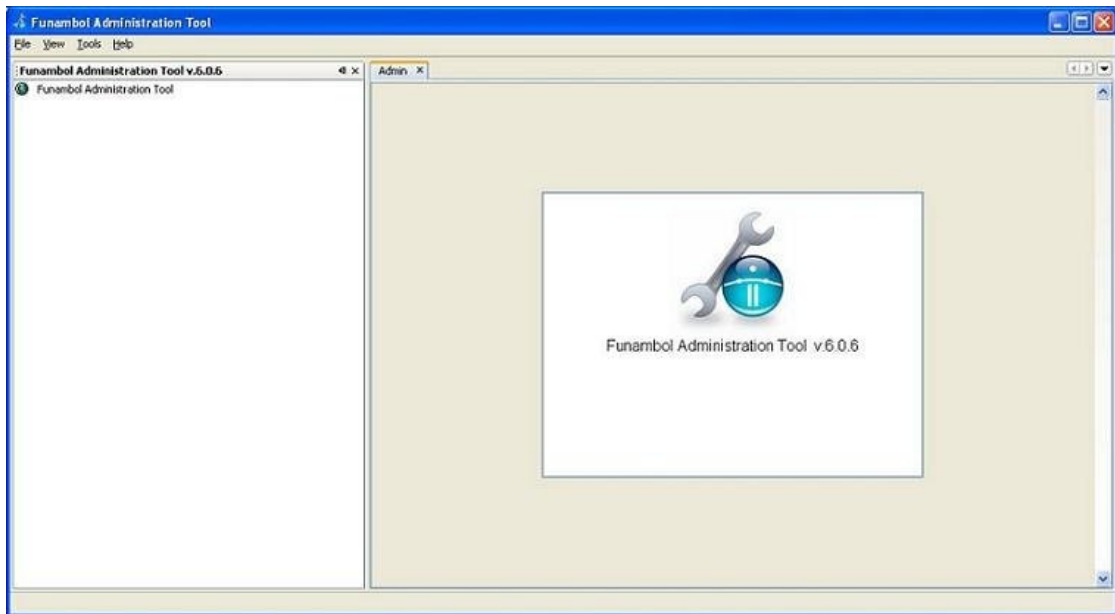 Funambol Administration Tool
File View Tools Help
Funambol Administration Tool v.6.0.6
Funambol Administration Tool
Admin
Funambol Administration Tool v.6.0.6